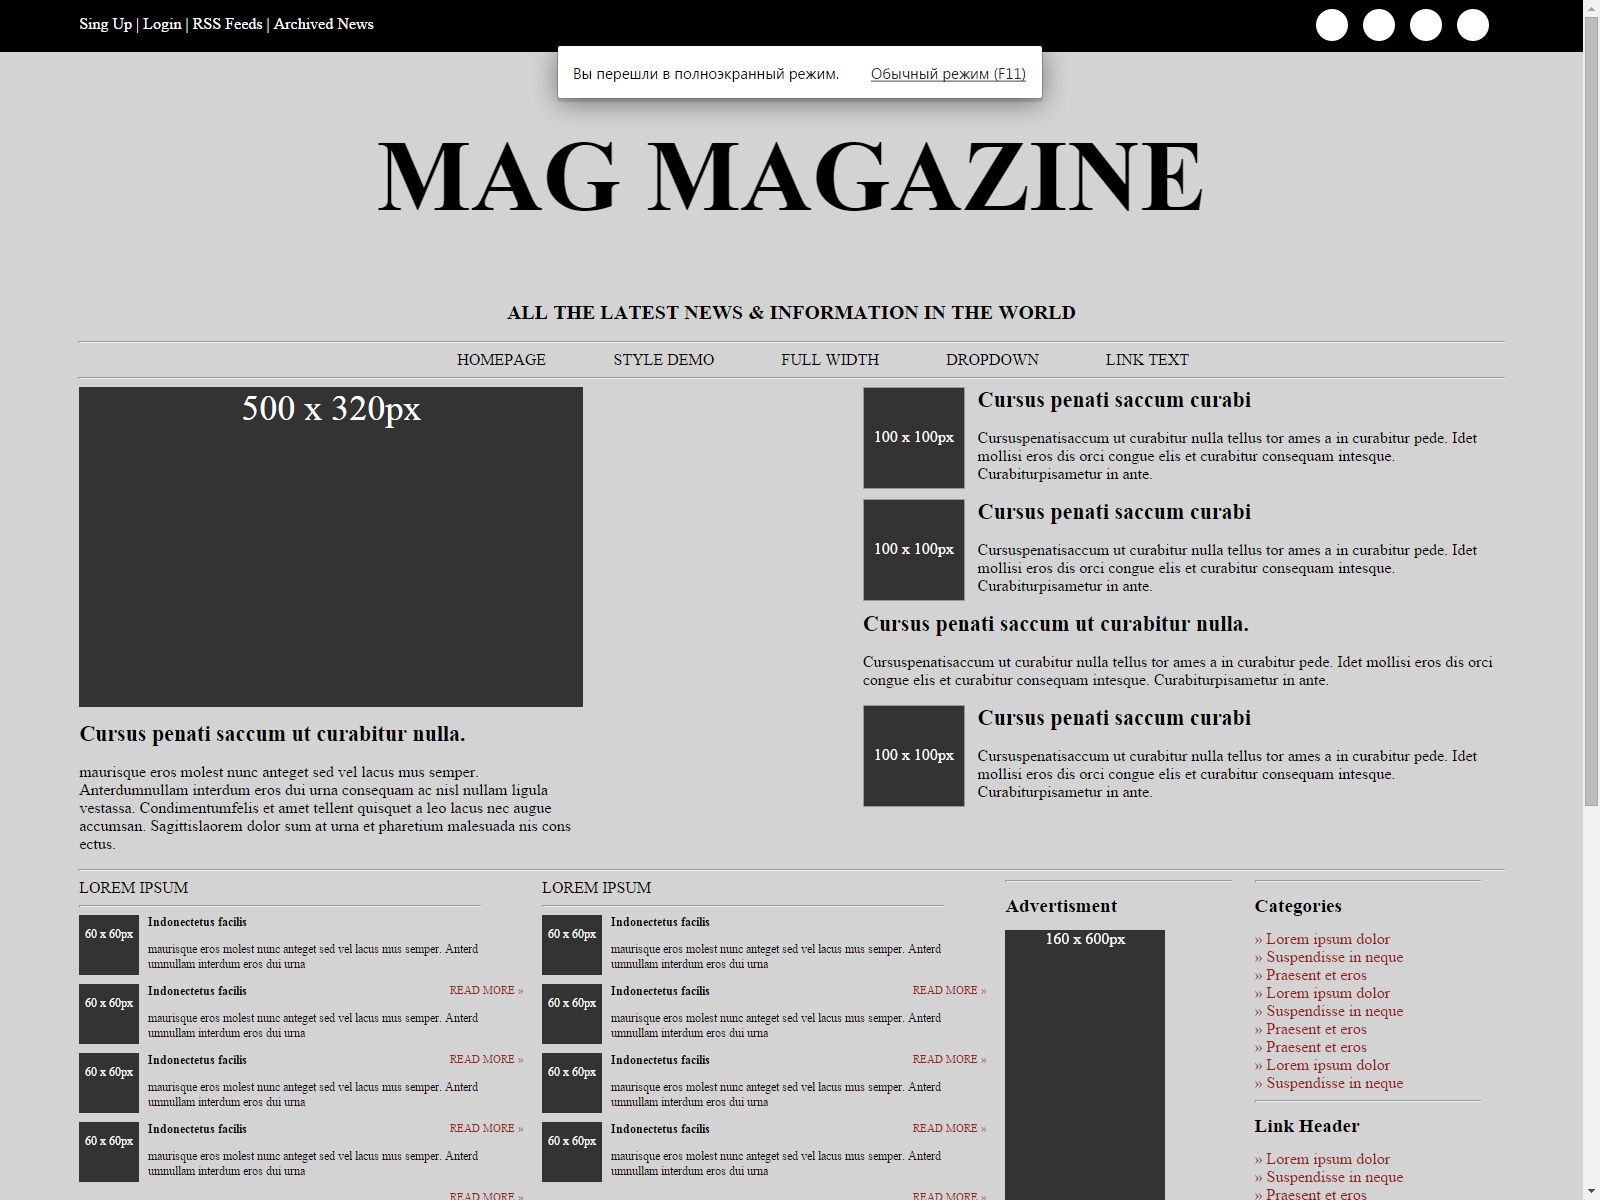 Sing Up | Login | RSS Feeds | Archived News
Вы перешли в полноэкранный режим. Обычный режим (F11)
MAG MAGAZINE
ALL THE LATEST NEWS & INFORMATION IN THE WORLD
HOMEPAGE STYLE DEMO FULL WIDTH DROPDOWN LINK TEXT
500 x 320px
Cursus penati saccum ut curabitur nulla.
maurisque eros molest nunc anteget sed vel lacus mus semper.
Anterdumnullam interdum eros dui urna consequam ac nisl nullam ligula
vestassa. Condimentumfelis et amet tellent quisquet a leo lacus nec augue
accumsan. Sagittislaorem dolor sum at urna et pharetium malesuada nis cons
ectus.
100 x 100px
Cursus penati saccum curabi
Cursuspenatisaccum ut curabitur nulla tellus tor ames a in curabitur pede. Idet
mollisi eros dis orci congue elis et curabitur consequam intesque.
Curabiturpisametur in ante.
100 x 100px
Cursus penati saccum curabi
Cursuspenatisaccum ut curabitur nulla tellus tor ames a in curabitur pede. Idet
mollisi eros dis orci congue elis et curabitur consequam intesque.
Curabiturpisametur in ante.
Cursus penati saccum ut curabitur nulla.
Cursuspenatisaccum ut curabitur nulla tellus tor ames a in curabitur pede. Idet mollisi eros dis orci
congue elis et curabitur consequam intesque. Curabiturpisametur in ante.
100 x 100px
Cursus penati saccum curabi
Cursuspenatisaccum ut curabitur nulla tellus tor ames a in curabitur pede. Idet
mollisi eros dis orci congue elis et curabitur consequam intesque.
Curabiturpisametur in ante.
LOREM IPSUM
60 x 60px
Indonectetus facilis
maurisque eros molest nunc anteget sed vel lacus mus semper. Anterd
umnullam interdum eros dui urna
READ MORE »
60 x 60px
Indonectetus facilis
maurisque eros molest nunc anteget sed vel lacus mus semper. Anterd
umnullam interdum eros dui urna
READ MORE »
60 x 60px
Indonectetus facilis
maurisque eros molest nunc anteget sed vel lacus mus semper. Anterd
umnullam interdum eros dui urna
READ MORE »
60 x 60px
Indonectetus facilis
maurisque eros molest nunc anteget sed vel lacus mus semper. Anterd
umnullam interdum eros dui urna
READ MORE »
LOREM IPSUM
60 x 60px
Indonectetus facilis
maurisque eros molest nunc anteget sed vel lacus mus semper. Anterd
umnullam interdum eros dui urna
READ MORE »
60 x 60px
Indonectetus facilis
maurisque eros molest nunc anteget sed vel lacus mus semper. Anterd
umnullam interdum eros dui urna
READ MORE »
60 x 60px
Indonectetus facilis
maurisque eros molest nunc anteget sed vel lacus mus semper. Anterd
umnullam interdum eros dui urna
READ MORE »
60 x 60px
Indonectetus facilis
maurisque eros molest nunc anteget sed vel lacus mus semper. Anterd
umnullam interdum eros dui urna
READ MORE »
Advertisment
160 x 600px
Categories
» Lorem ipsum dolor
» Suspendisse in neque
» Praesent et eros
» Lorem ipsum dolor
» Suspendisse in neque
» Praesent et eros
» Praesent et eros
» Lorem ipsum dolor
» Suspendisse in neque
Link Header
» Lorem ipsum dolor
» Suspendisse in neque
» Praesent et eros